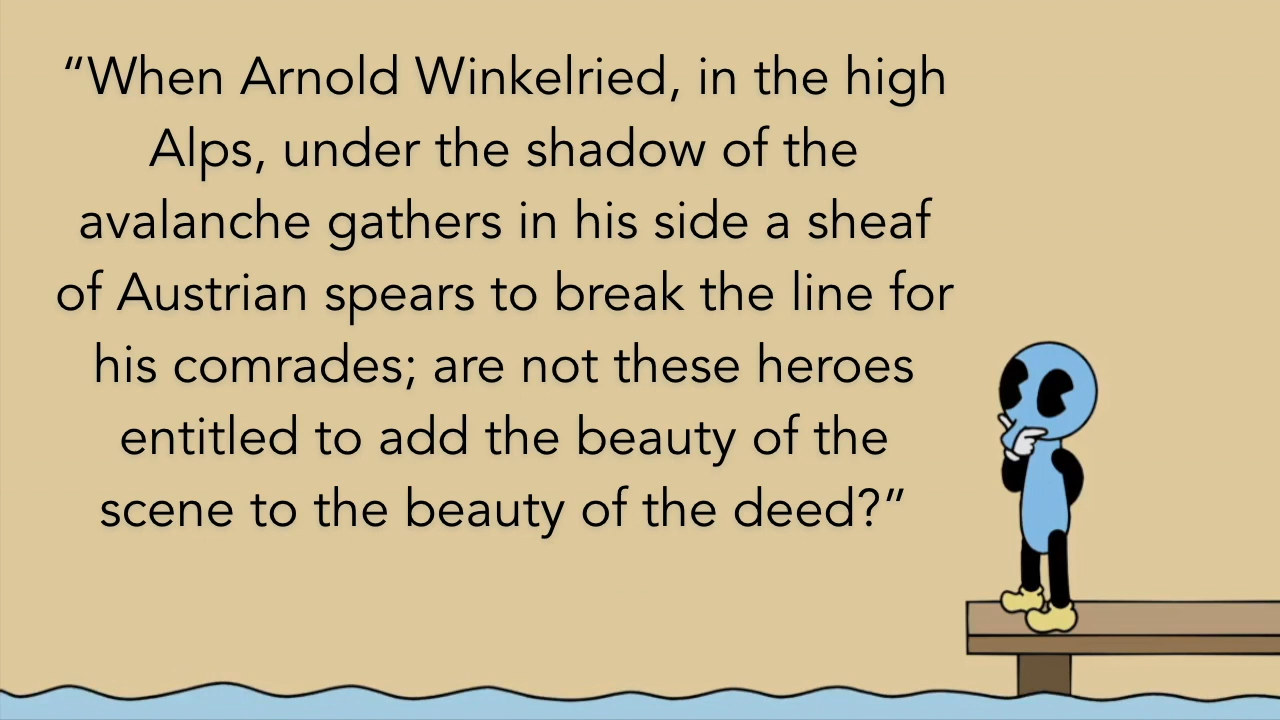 “When Arnold Winkelried, in the high
Alps, under the shadow of the
avalanche gathers in his side a sheaf
of Austrian spears to break the line for
his comrades; are not these heroes
entitled to add the beauty of the
scene to the beauty of the deed?”